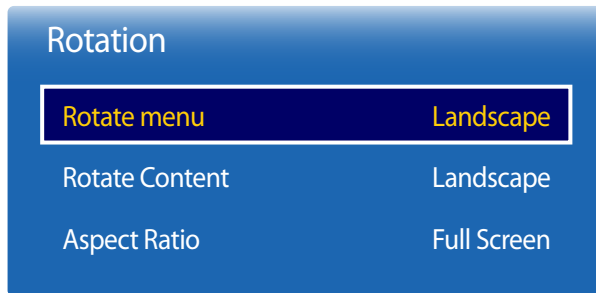 Rotation
Rotate menu Landscape
Rotate Content Landscape
Aspect Ratio Full Screen